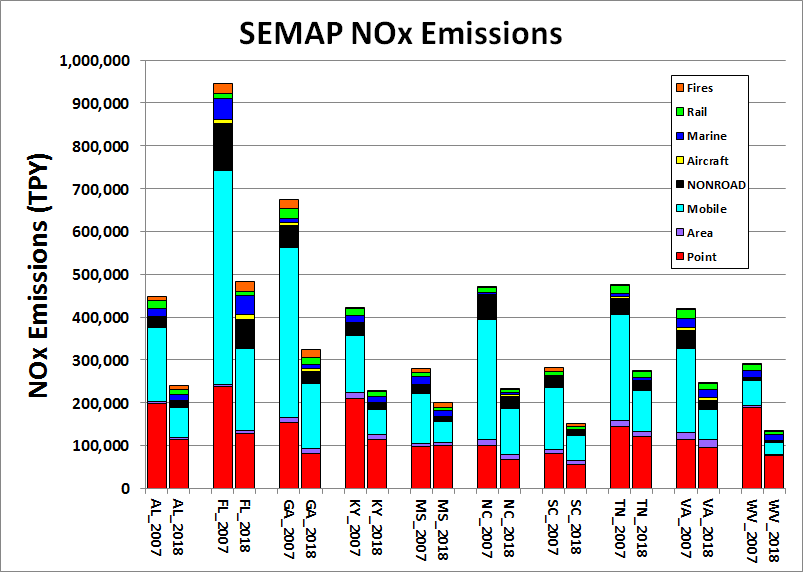 SEMAP NOx Emissions
NOx Emissions (TPY)
1,000,000
900,000
800,000
700,000
600,000
500,000
400,000
300,000
200,000
100,000
0
Fires
Rail
Marine
Aircraft
NONROAD
Mobile
Area
Point
AL_2007
AL_2018
FL_2007
FL_2018
GA_2007
GA_2018
KY_2007
KY_2018
MS_2007
MS_2018
NC_2007
NC_2018
SC_2007
SC_2018
TN_2007
TN_2018
VA_2007
VA_2018
WV_2007
WV_2018